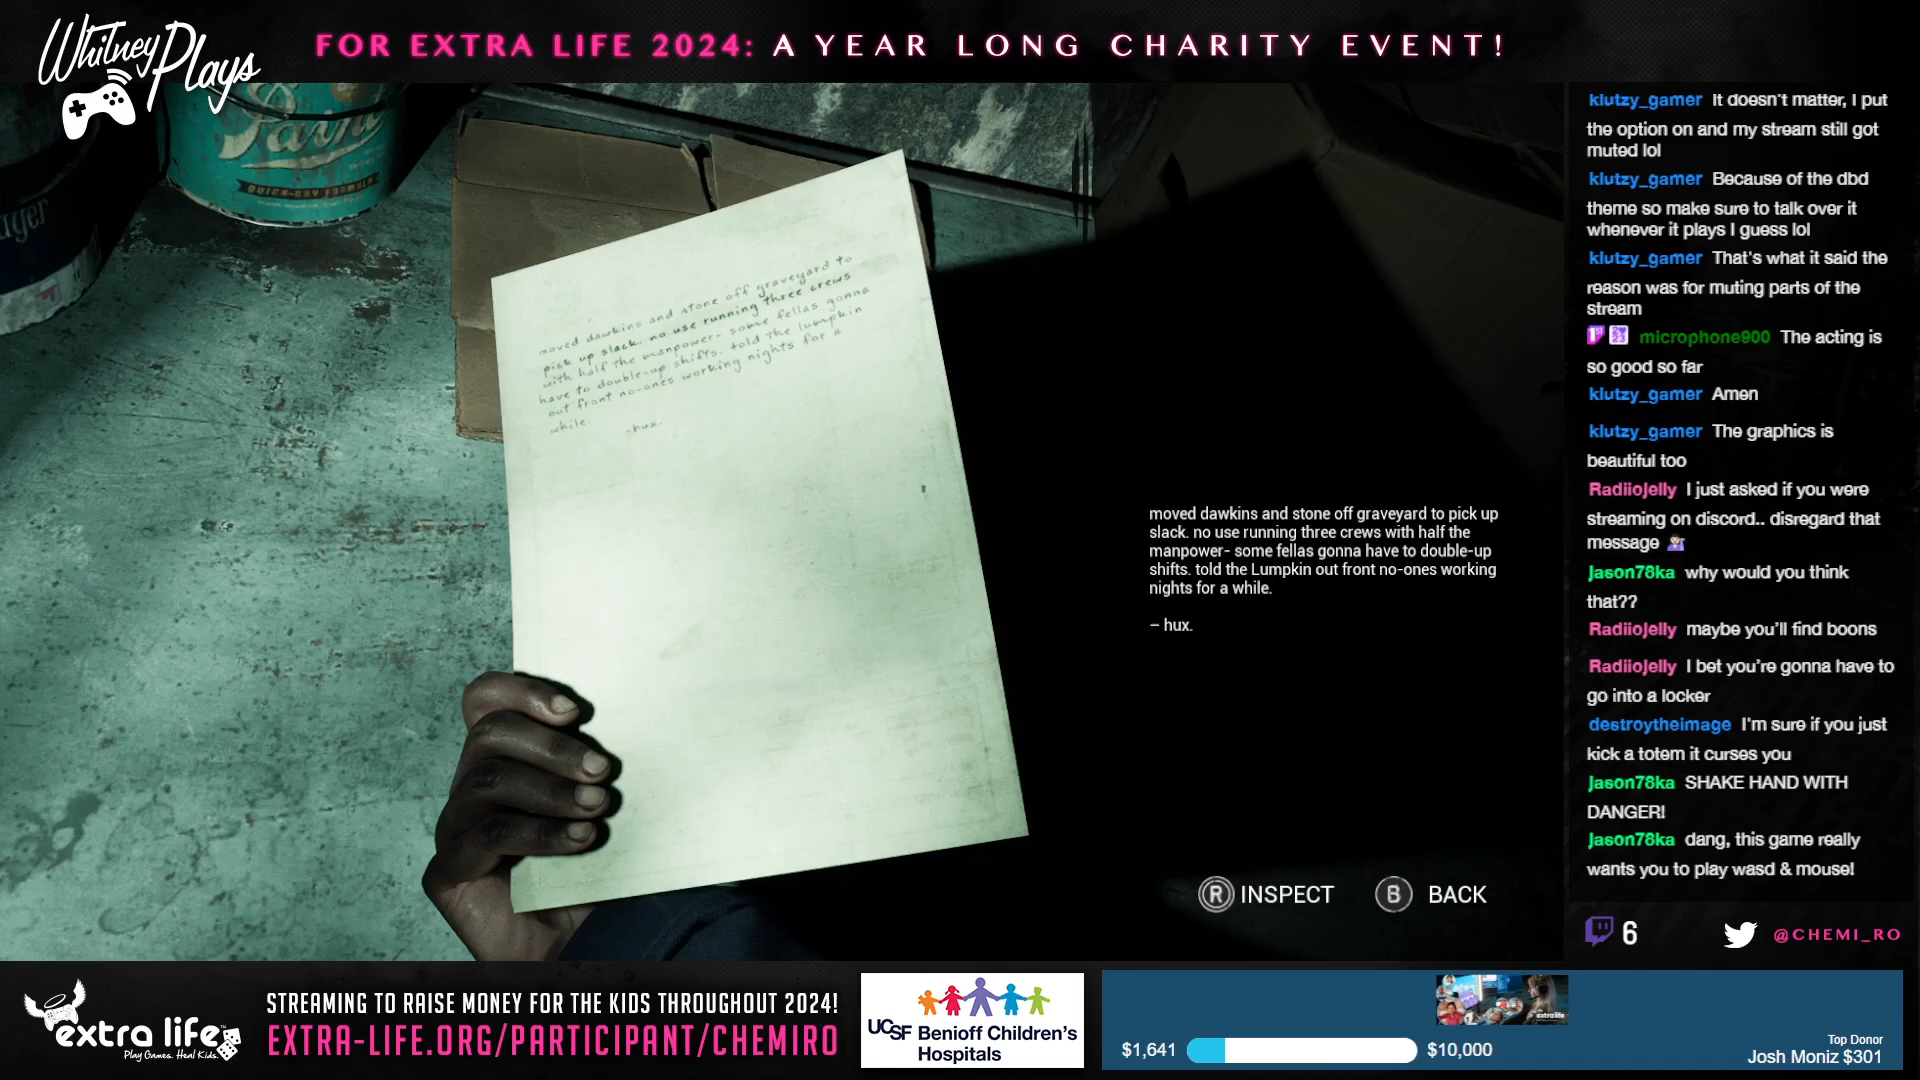 Whitney Plays
FOR EXTRA LIFE 2024: A YEAR LONG CHARITY EVENT!
Paint
QUICK-DRY FORMULA
moved dawkins and stone off graveyard to
pick up slack. no use running three crews
with half the manpower- some fellas gonna
have to double-up shifts. told the lumpkin
out front no-ones working nights for a
while.
-hux.
moved dawkins and stone off graveyard to pick up
slack. no use running three crews with half the
manpower- some fellas gonna have to double-up
shifts. told the Lumpkin out front no-ones working
nights for a while.
– hux.
R INSPECT B BACK
klutzy_gamer It doesn't matter, I put
the option on and my stream still got
muted lol
klutzy_gamer Because of the dbd
theme so make sure to talk over it
whenever it plays I guess lol
klutzy_gamer That's what it said the
reason was for muting parts of the
stream
microphone900 The acting is
so good so far
klutzy_gamer Amen
klutzy_gamer The graphics is
beautiful too
RadiioJelly I just asked if you were
streaming on discord.. disregard that
message
Jason78ka why would you think
that??
RadiioJelly maybe you'll find boons
RadiioJelly I bet you're gonna have to
go into a locker
destroytheimage I'm sure if you just
kick a totem it curses you
Jason78ka SHAKE HAND WITH
DANGER!
Jason78ka dang, this game really
wants you to play wasd & mouse!
6
@CHEMI_RO
extra life
Play Games. Heal Kids.
STREAMING TO RAISE MONEY FOR THE KIDS THROUGHOUT 2024!
EXTRA-LIFE.ORG/PARTICIPANT/CHEMIRO
UCSF Benioff Children's
Hospitals
$1,641
$10,000
Top Donor
Josh Moniz $301